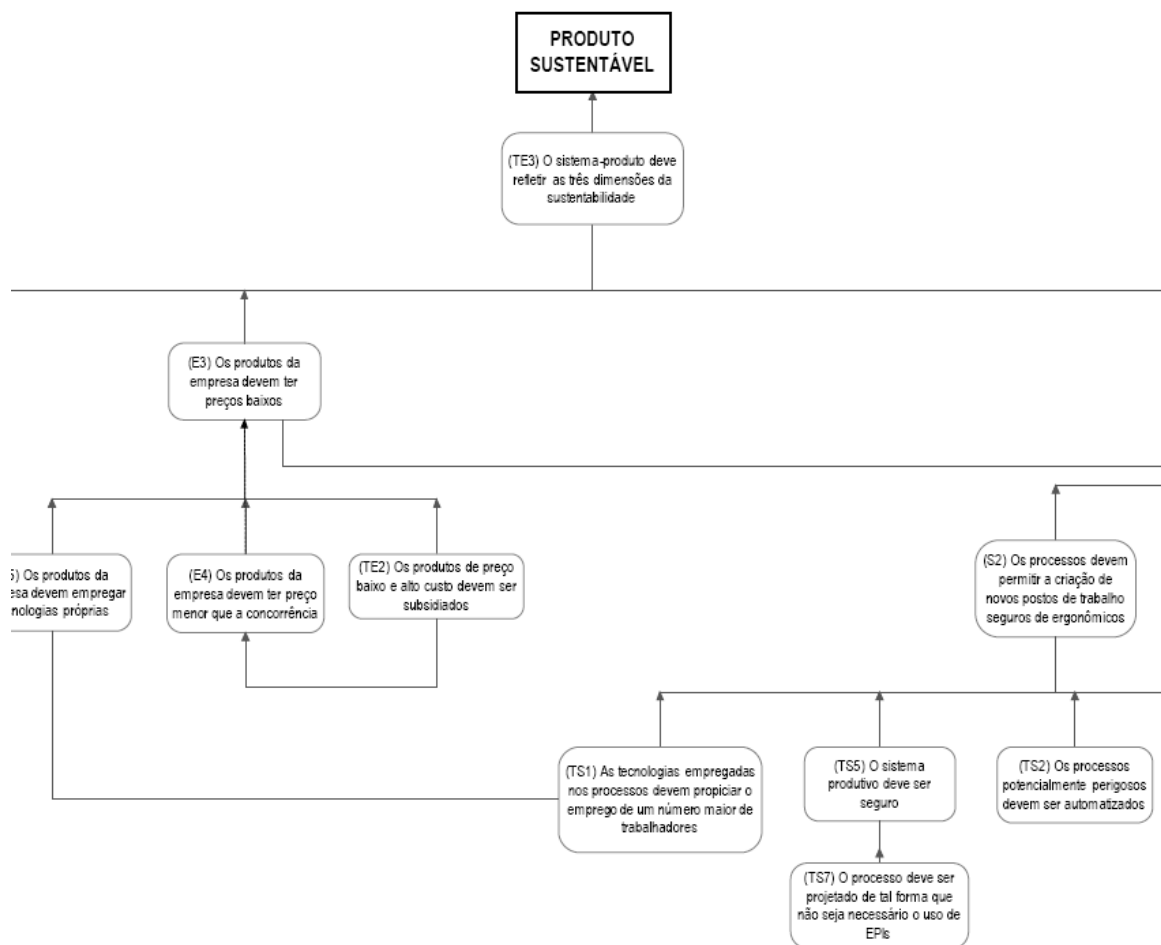 PRODUTO
SUSTENTÁVEL
(TE3) O sistema-produto deve
refletir as três dimensões da
sustentabilidade
(E3) Os produtos da
empresa devem ter
preços baixos
5) Os produtos da
esa devem empregar
nologias próprias
(E4) Os produtos da
empresa devem ter preço
menor que a concorrência
(TE2) Os produtos de preço
baixo e alto custo devem ser
subsidiados
(S2) Os processos devem
permitir a criação de
novos postos de trabalho
seguros de ergonômicos
(TS1) As tecnologias empregadas
nos processos devem propiciar o
emprego de um número maior de
trabalhadores
(TS5) O sistema
produtivo deve ser
seguro
(TS2) Os processos
potencialmente perigosos
devem ser automatizados
(TS7) O processo deve ser
projetado de tal forma que
não seja necessário o uso de
EPIs